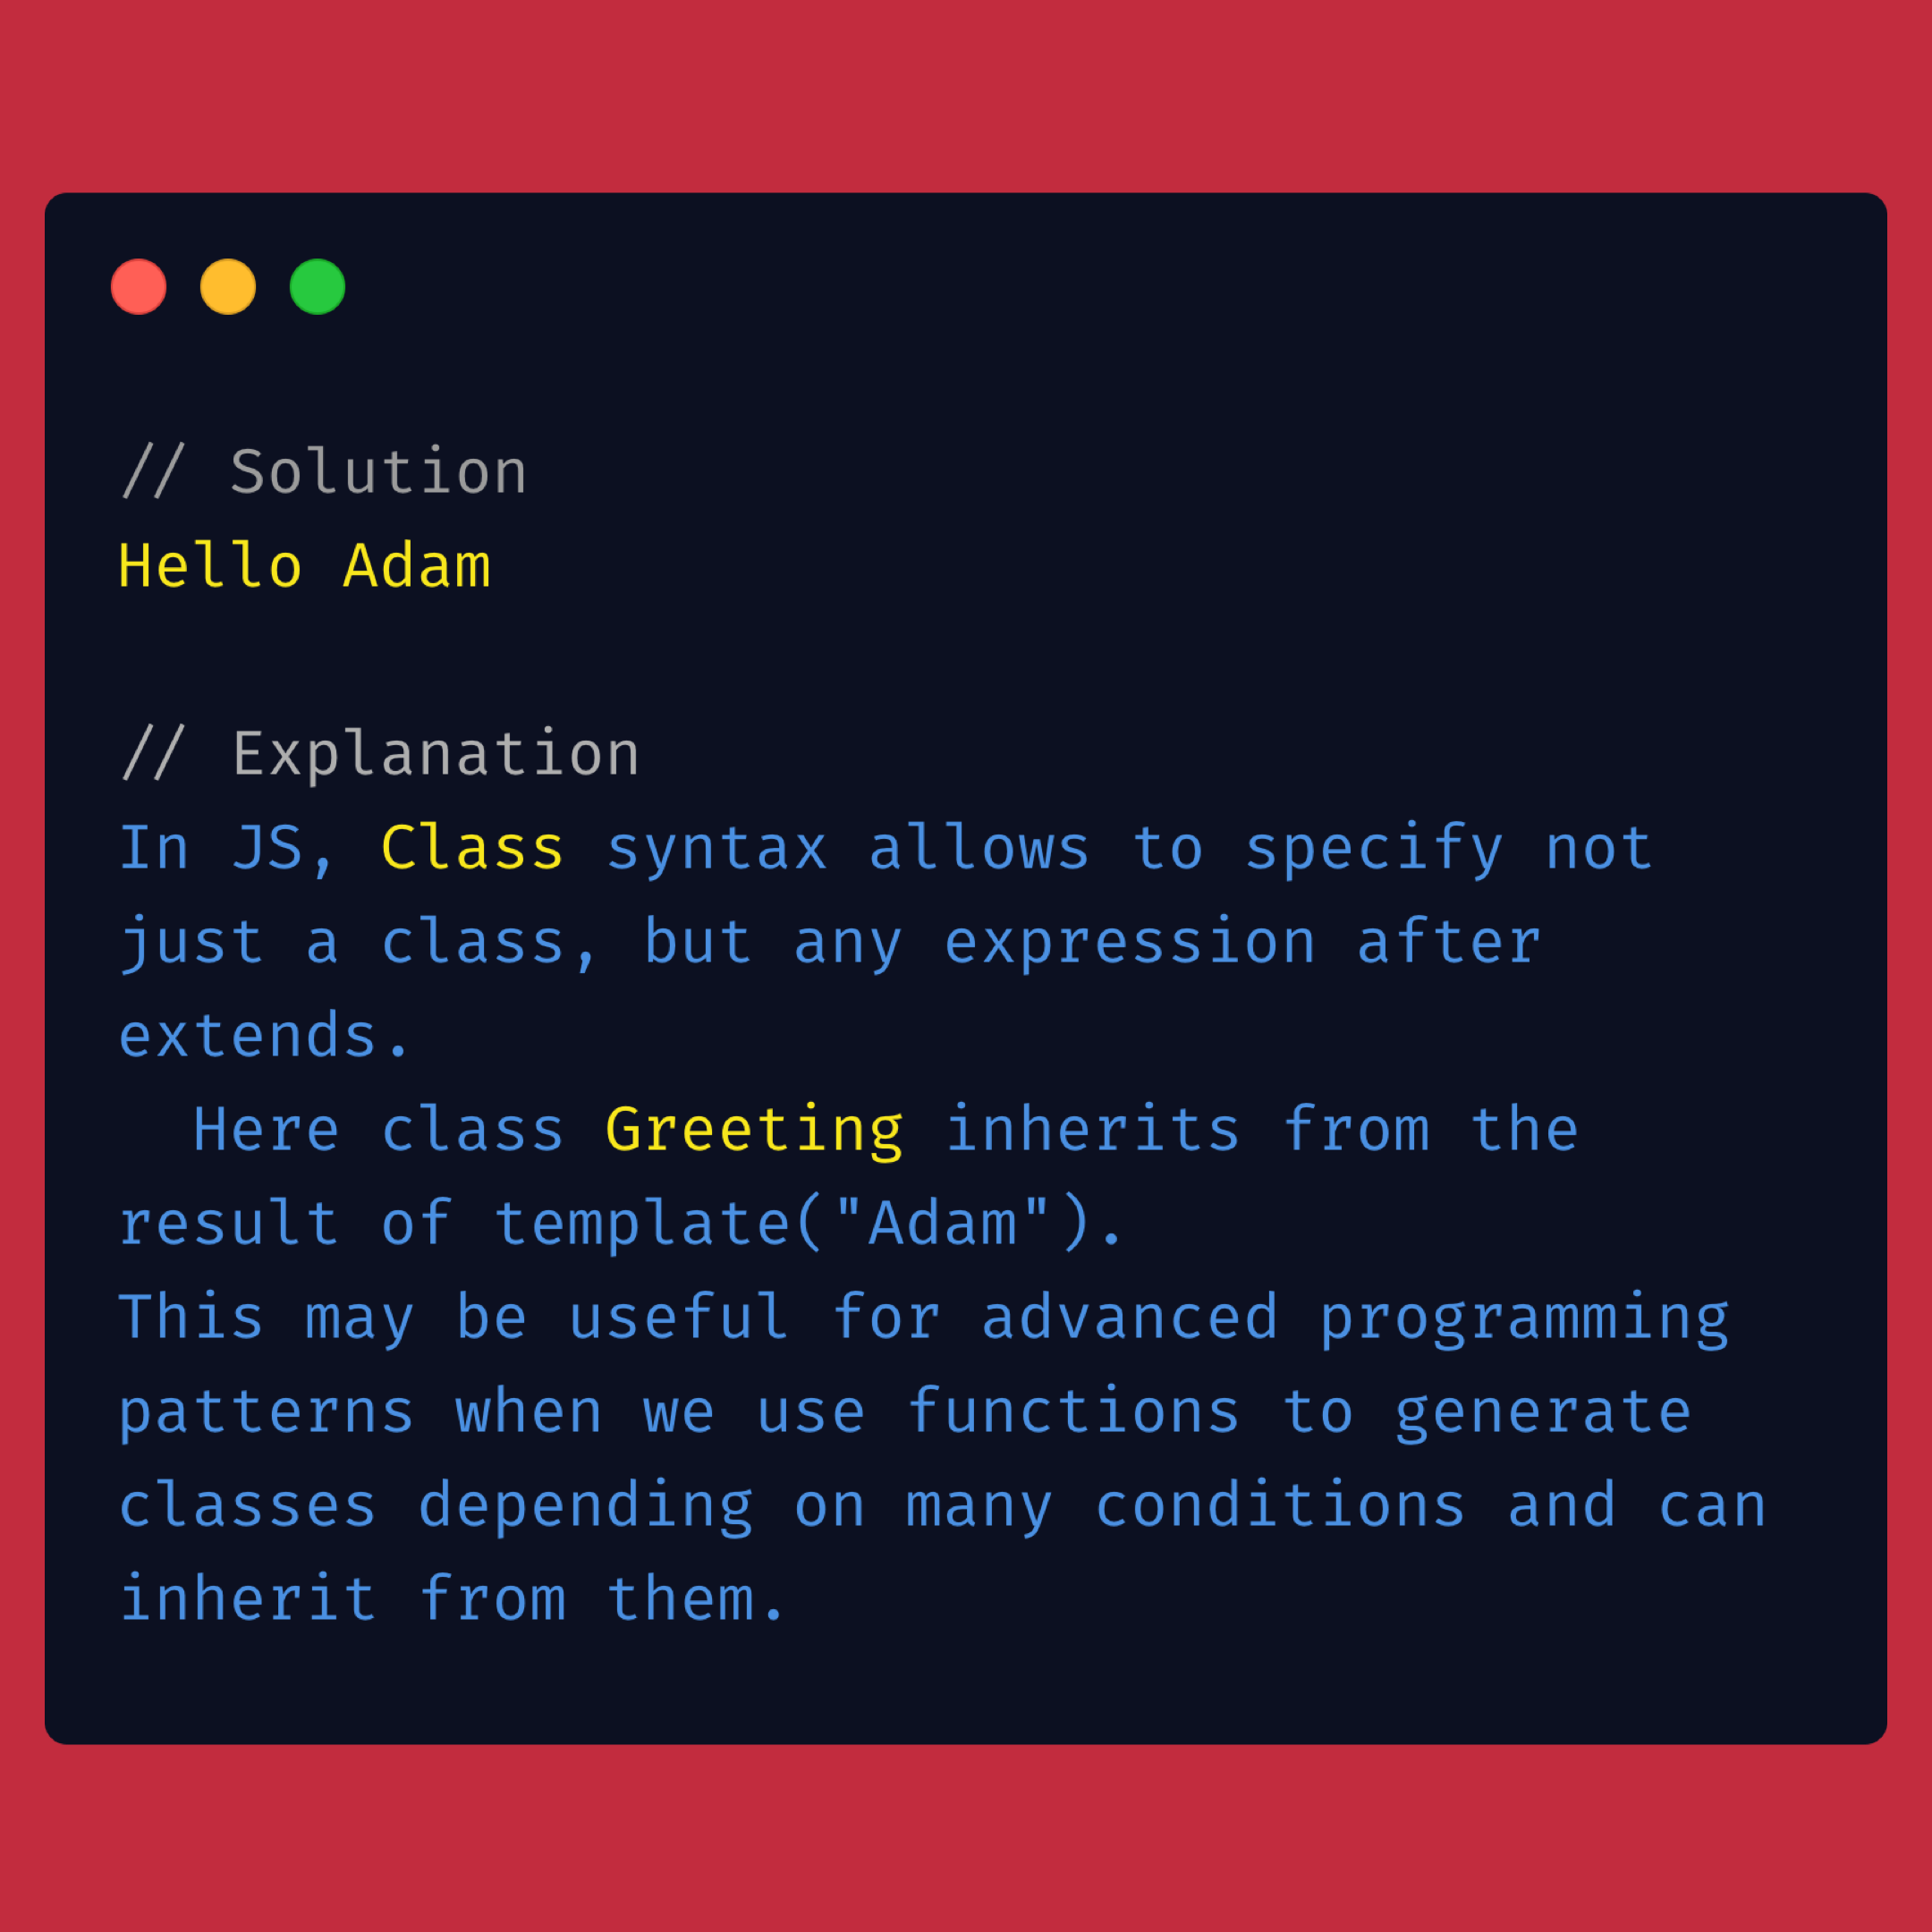 // Solution
Hello Adam
// Explanation
In JS, Class syntax allows to specify not
just a class, but any expression after
extends.
Here class Greeting inherits from the
result of template("Adam").
This may be useful for advanced programming
patterns when we use functions to generate
classes depending on many conditions and can
inherit from them.